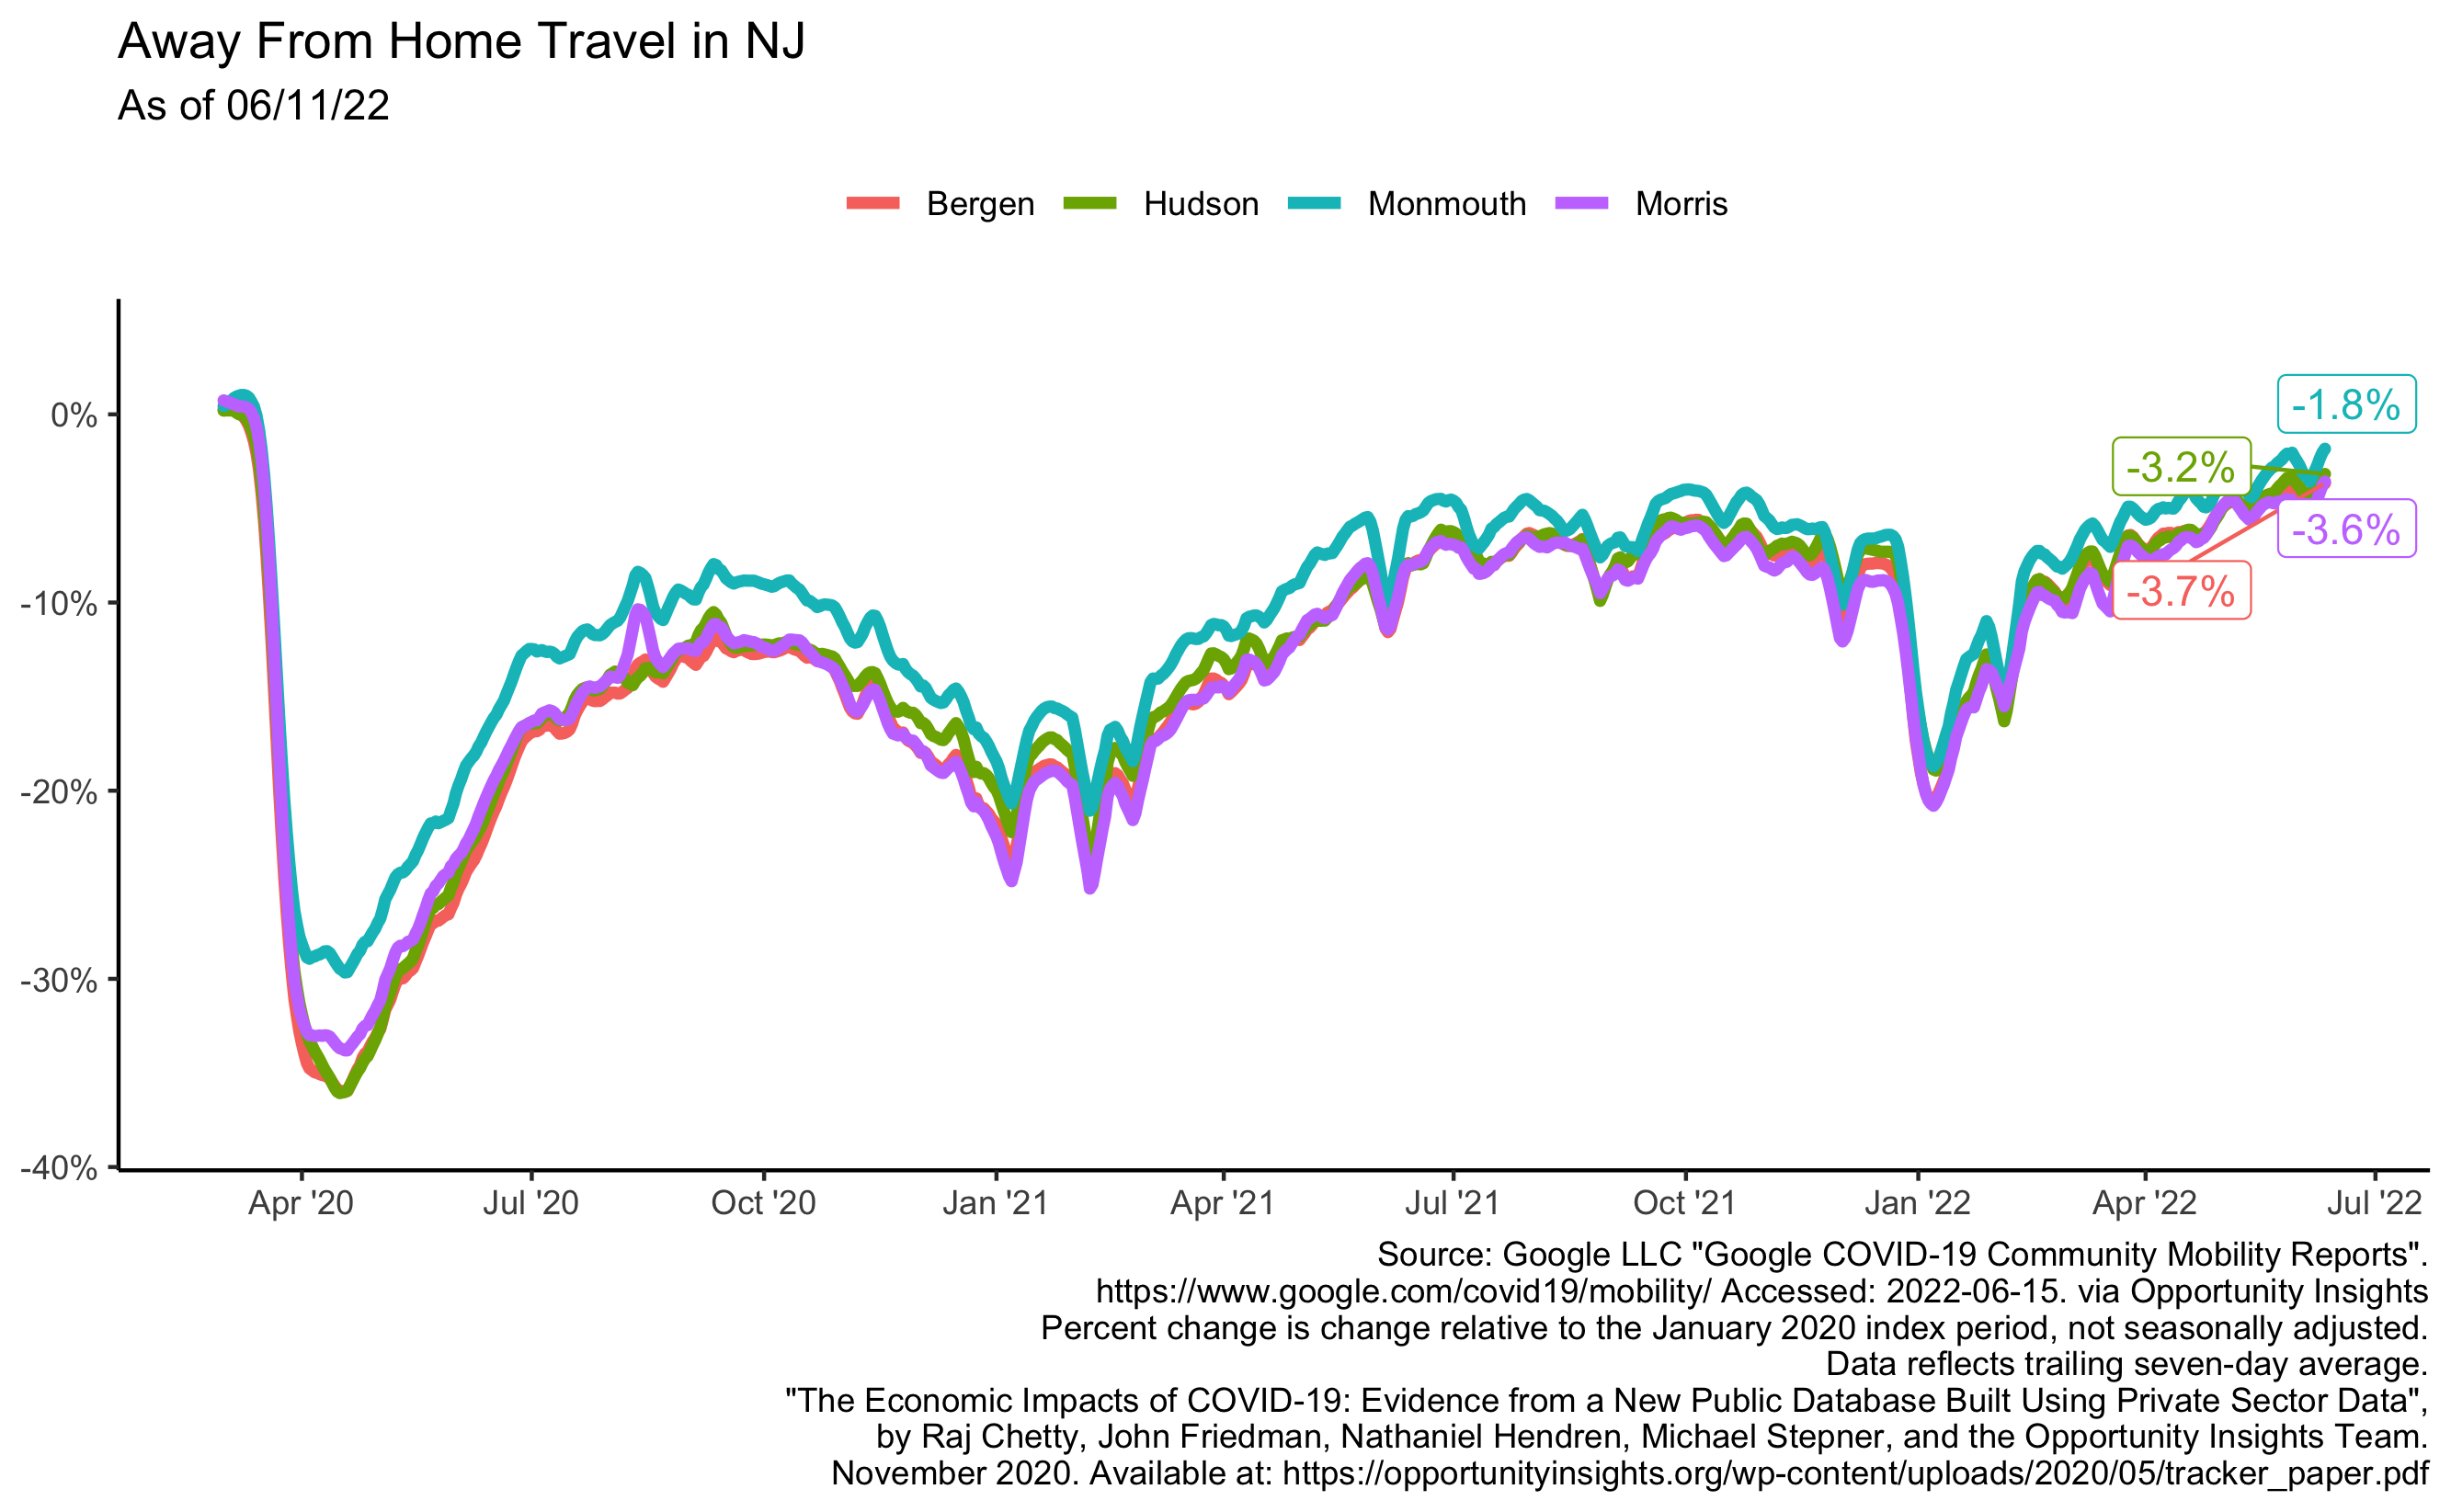 Away From Home Travel in NJ
As of 06/11/22
Bergen Hudson Monmouth Morris
0%
-10%
-20%
-30%
-40%
-1.8%
-3.2%
-3.6%
-3.7%
Apr '20 Jul '20 Oct '20 Jan '21 Apr '21 Jul '21 Oct '21 Jan '22 Apr '22 Jul '22
Source: Google LLC "Google COVID-19 Community Mobility Reports".
https://www.google.com/covid19/mobility/ Accessed: 2022-06-15. via Opportunity Insights
Percent change is change relative to the January 2020 index period, not seasonally adjusted.
Data reflects trailing seven-day average.
"The Economic Impacts of COVID-19: Evidence from a New Public Database Built Using Private Sector Data",
by Raj Chetty, John Friedman, Nathaniel Hendren, Michael Stepner, and the Opportunity Insights Team.
November 2020. Available at: https://opportunityinsights.org/wp-content/uploads/2020/05/tracker_paper.pdf